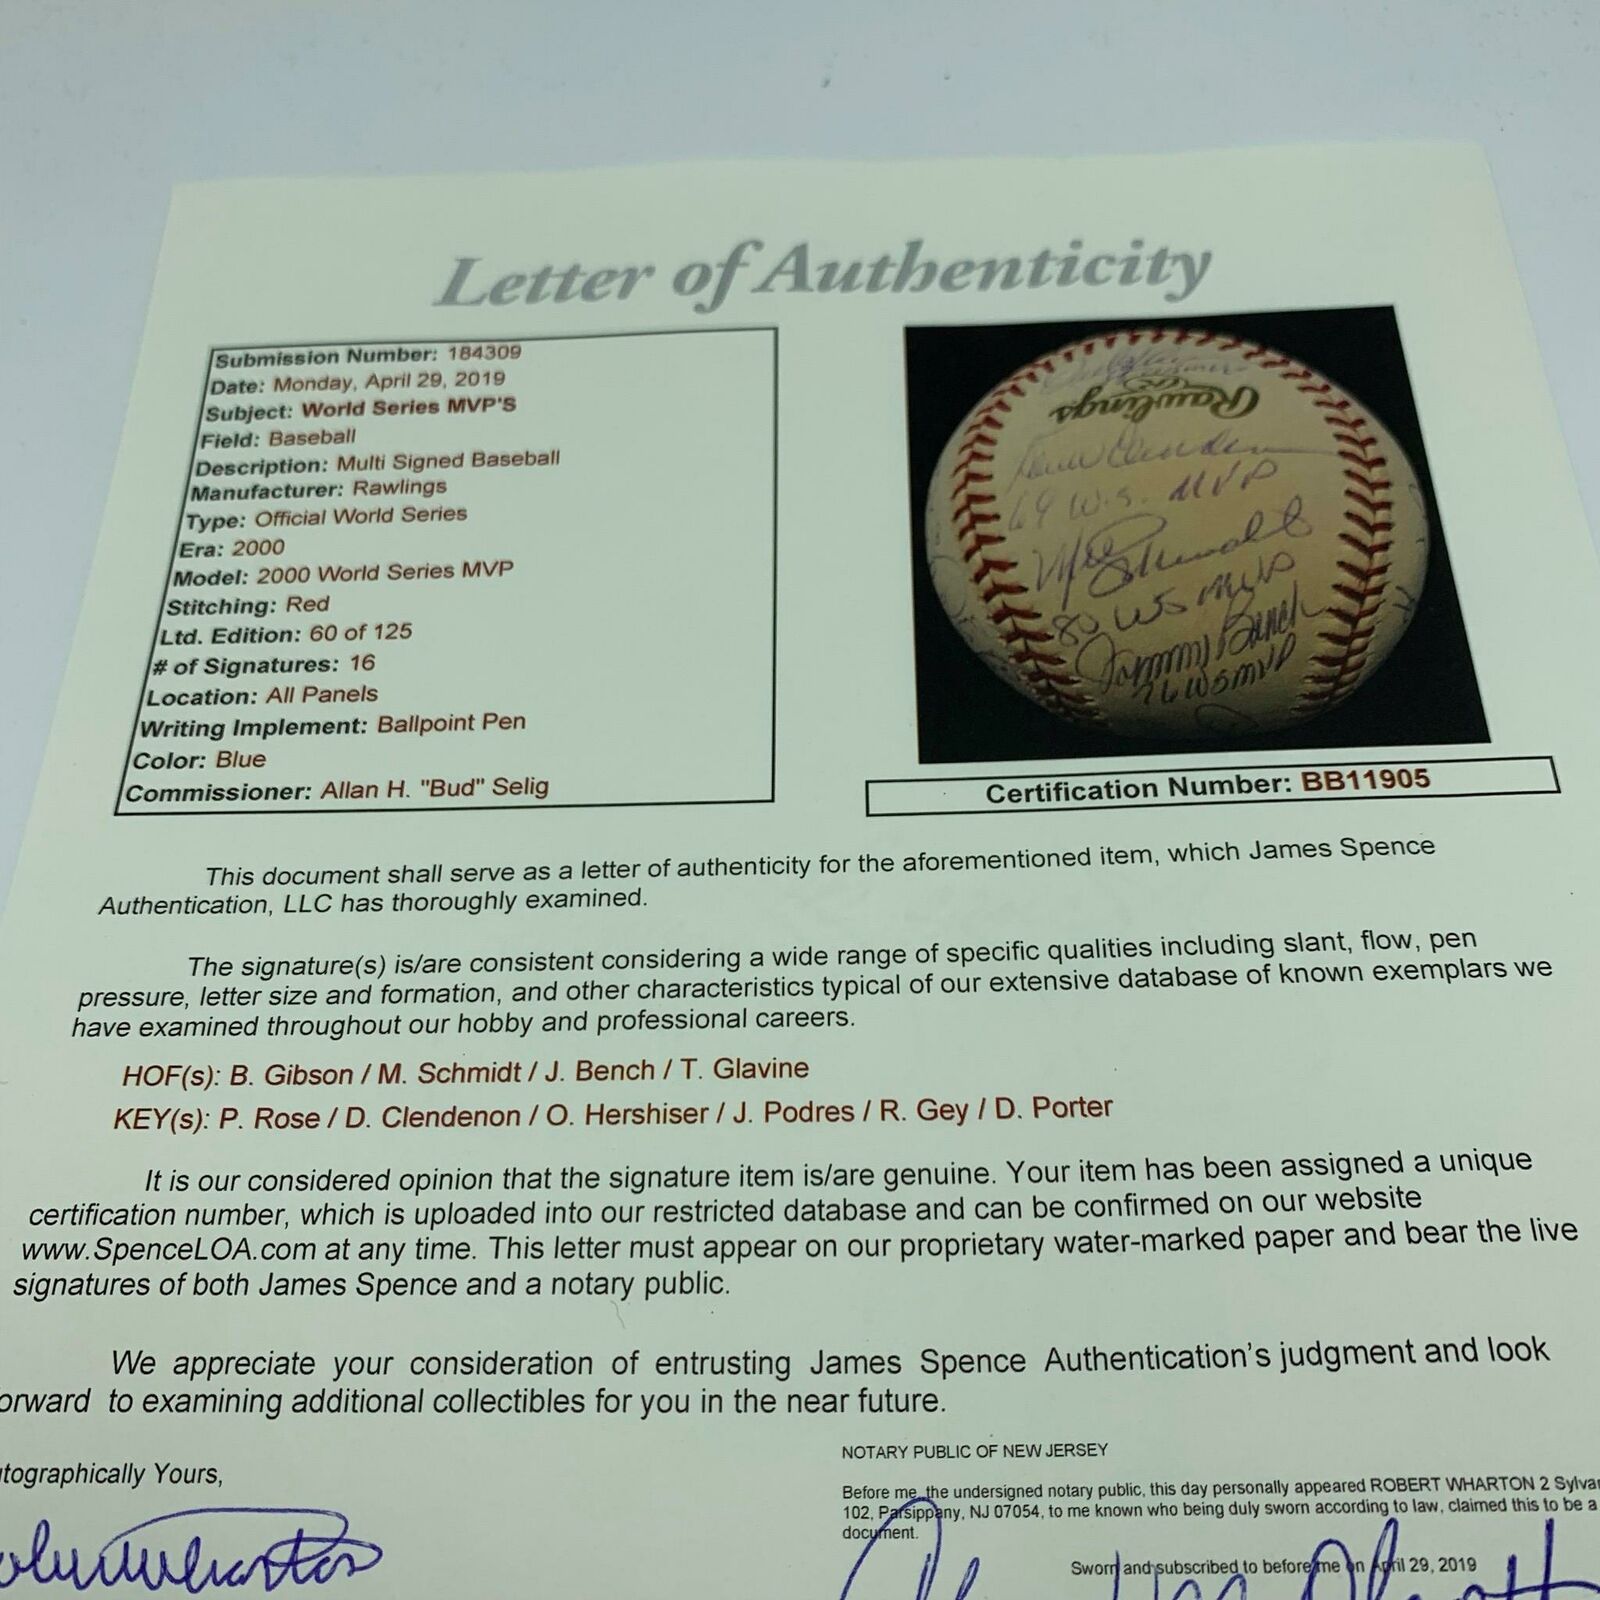 Letter of Authenticity
Submission Number: 184309
Date: Monday, April 29, 2019
Subject: World Series MVP'S
Field: Baseball
Description: Multi Signed Baseball
Manufacturer: Rawlings
Type: Official World Series
Era: 2000
Model: 2000 World Series MVP
Stitching: Red
Ltd. Edition: 60 of 125
# of Signatures: 16
Location: All Panels
Writing Implement: Ballpoint Pen
Color: Blue
Commissioner: Allan H. "Bud" Selig
Rawlings
Donn Clendenon
69 W.S. MVP
Mike Schmidt
80 WS MVP
Johnny Bench
76 WS MVP
Certification Number: BB11905
This document shall serve as a letter of authenticity for the aforementioned item, which James Spence
Authentication, LLC has thoroughly examined.
The signature(s) is/are consistent considering a wide range of specific qualities including slant, flow, pen
pressure, letter size and formation, and other characteristics typical of our extensive database of known exemplars we
have examined throughout our hobby and professional careers.
HOF(s): B. Gibson / M. Schmidt / J. Bench / T. Glavine
KEY(s): P. Rose / D. Clendenon / O. Hershiser / J. Podres / R. Gey / D. Porter
It is our considered opinion that the signature item is/are genuine. Your item has been assigned a unique
certification number, which is uploaded into our restricted database and can be confirmed on our website
www.SpenceLOA.com at any time. This letter must appear on our proprietary water-marked paper and bear the live
signatures of both James Spence and a notary public.
We appreciate your consideration of entrusting James Spence Authentication's judgment and look
orward to examining additional collectibles for you in the near future.
tographically Yours,
NOTARY PUBLIC OF NEW JERSEY
Before me, the undersigned notary public, this day personally appeared ROBERT WHARTON 2 Sylva
102, Parsippany, NJ 07054, to me known who being duly sworn according to law, claimed this to be a
document.
Sworn and subscribed to before me on April 29, 2019